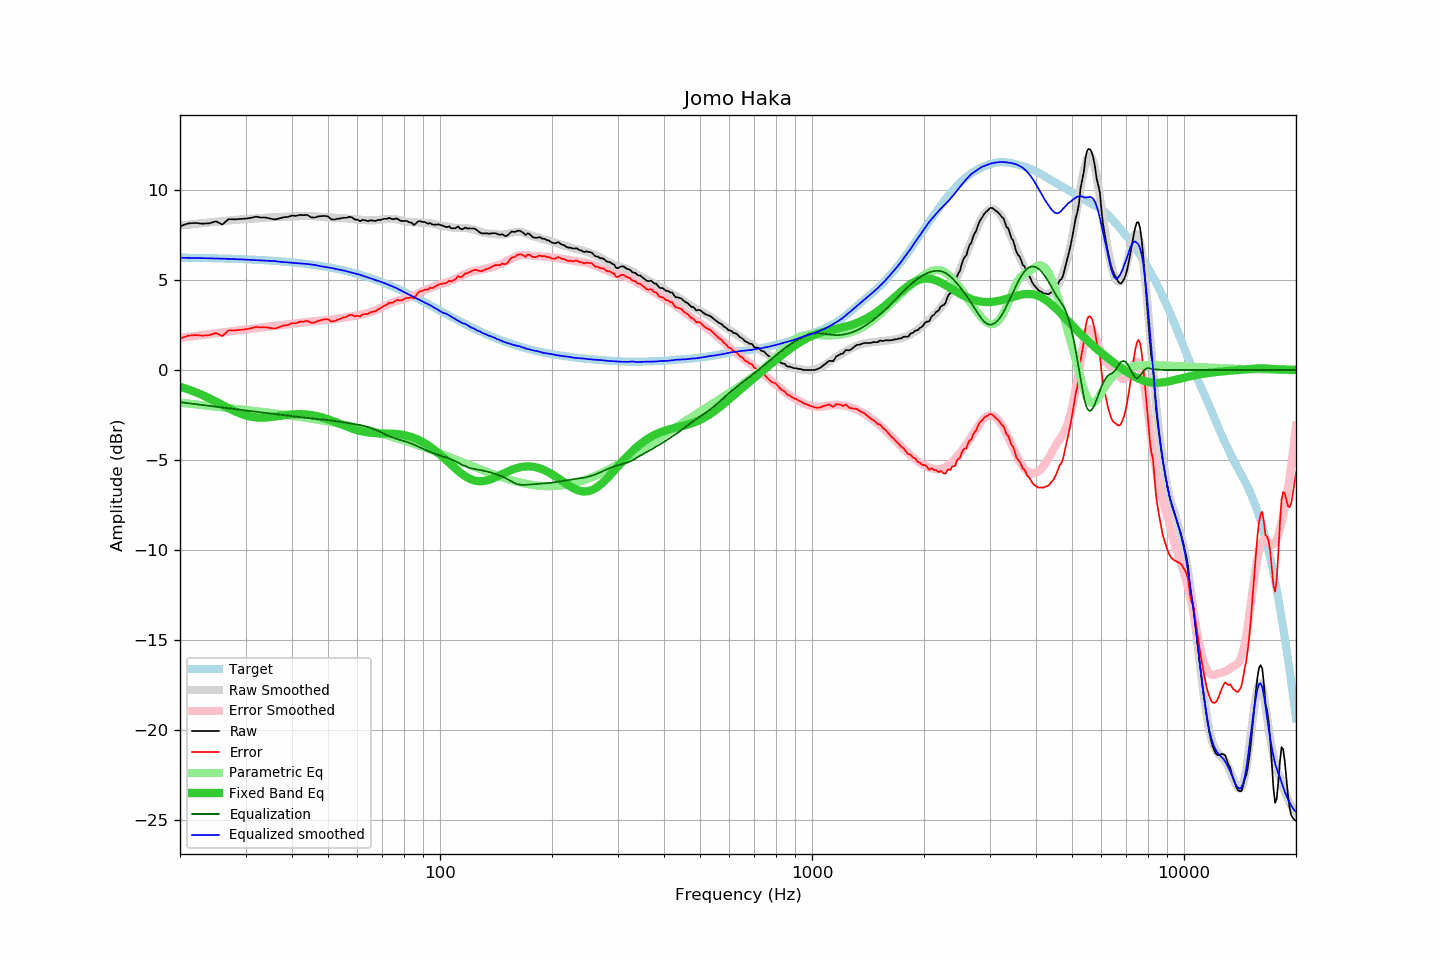 Jomo Haka
10
5
0
−5
−10
−15
−20
−25
Amplitude (dBr)
Target
Raw Smoothed
Error Smoothed
Raw
Error
Parametric Eq
Fixed Band Eq
Equalization
Equalized smoothed
100
1000
10000
Frequency (Hz)